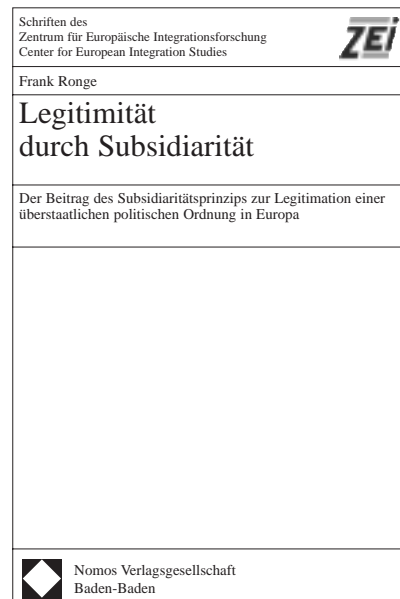 Schriften des
Zentrum für Europäische Integrationsforschung
Center for European Integration Studies
ZEI
Frank Ronge
Legitimität
durch Subsidiarität
Der Beitrag des Subsidiaritätsprinzips zur Legitimation einer
überstaatlichen politischen Ordnung in Europa
Nomos Verlagsgesellschaft
Baden-Baden